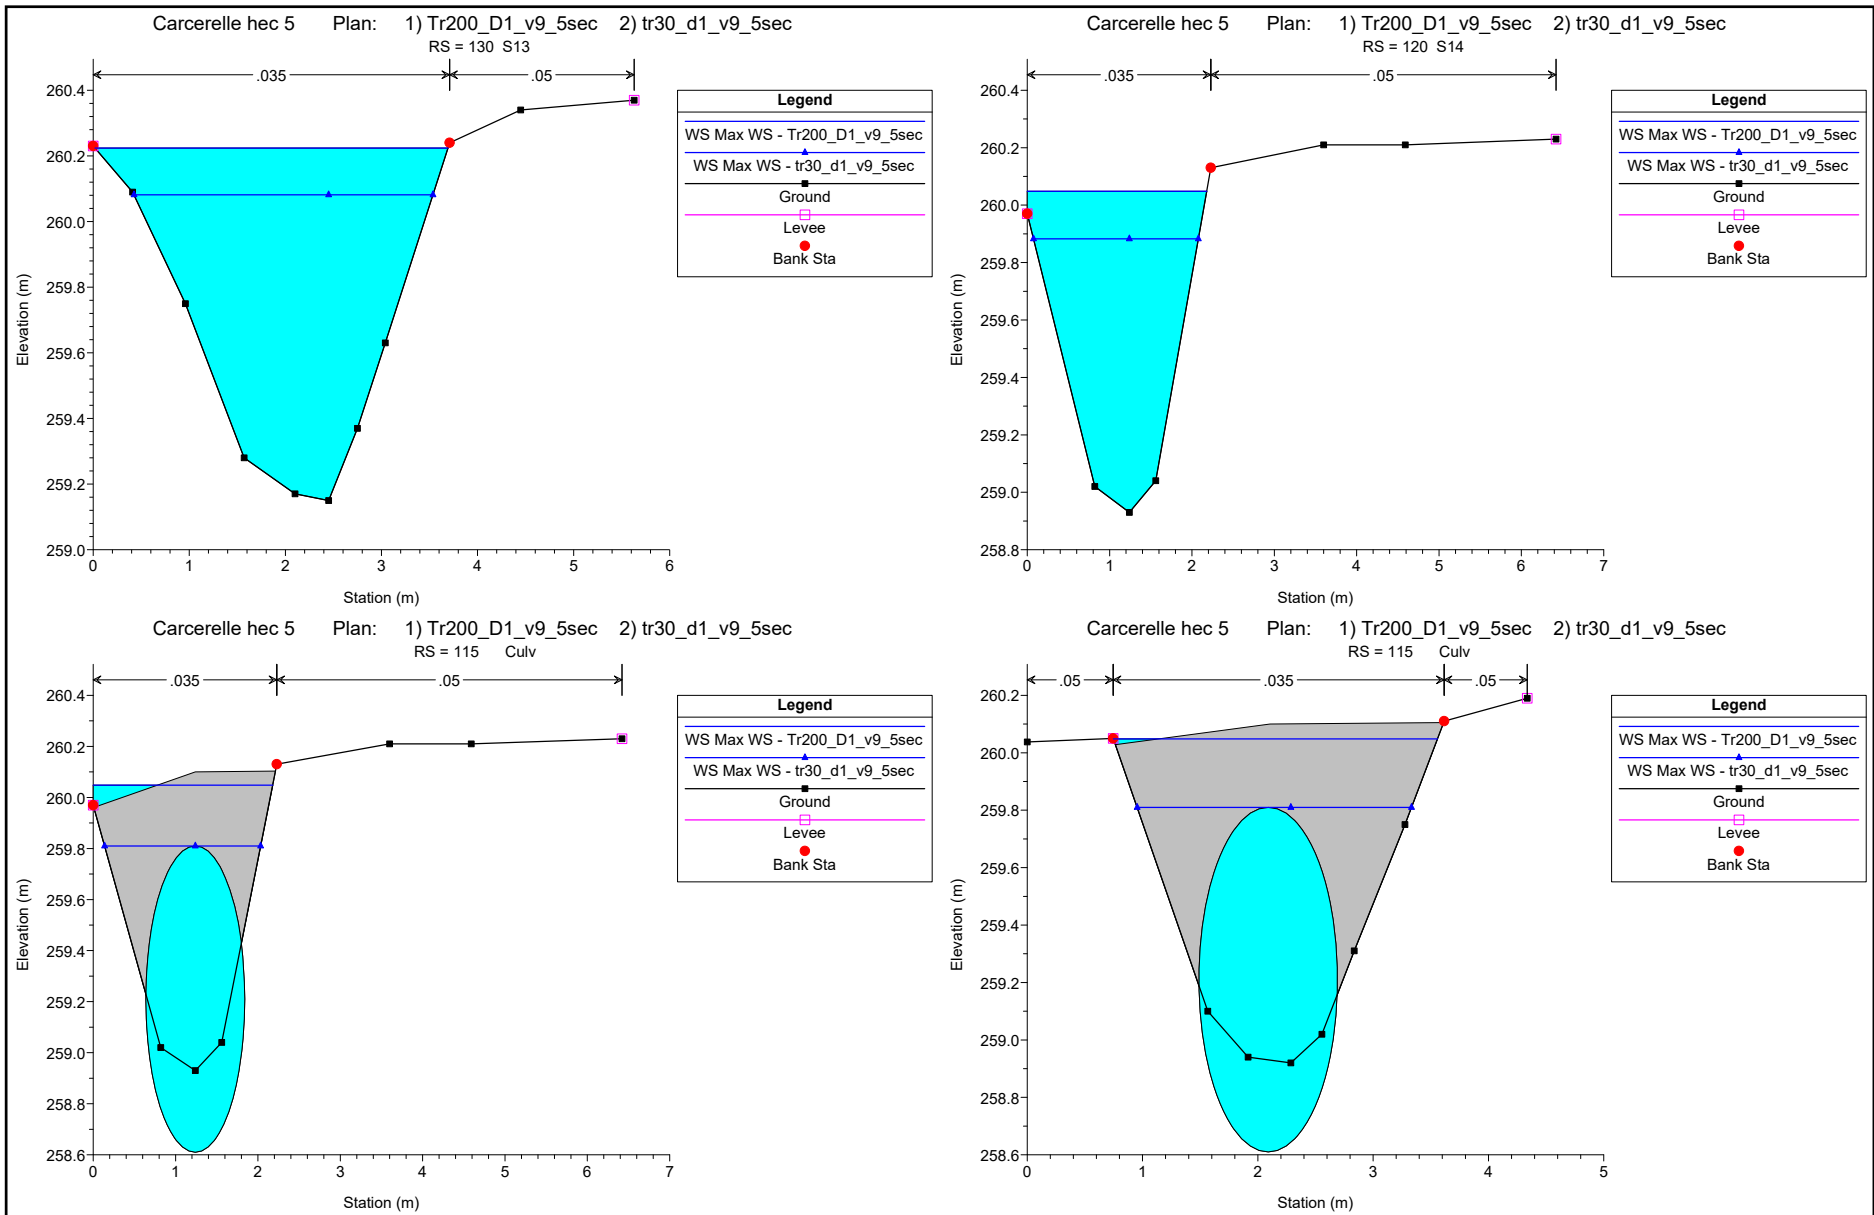 Carcerelle hec 5 Plan: 1) Tr200_D1_v9_5sec 2) tr30_d1_v9_5sec
RS = 130 S13
.035 .05
260.4
260.2
260.0
259.8
259.6
259.4
259.2
259.0
Elevation (m)
0 1 2 3 4 5 6
Station (m)
Legend
WS Max WS - Tr200_D1_v9_5sec
WS Max WS - tr30_d1_v9_5sec
Ground
Levee
Bank Sta
Carcerelle hec 5 Plan: 1) Tr200_D1_v9_5sec 2) tr30_d1_v9_5sec
RS = 120 S14
.035 .05
260.4
260.2
260.0
259.8
259.6
259.4
259.2
259.0
258.8
Elevation (m)
0 1 2 3 4 5 6 7
Station (m)
Legend
WS Max WS - Tr200_D1_v9_5sec
WS Max WS - tr30_d1_v9_5sec
Ground
Levee
Bank Sta
Carcerelle hec 5 Plan: 1) Tr200_D1_v9_5sec 2) tr30_d1_v9_5sec
RS = 115 Culv
.035 .05
260.4
260.2
260.0
259.8
259.6
259.4
259.2
259.0
258.8
258.6
Elevation (m)
0 1 2 3 4 5 6 7
Station (m)
Legend
WS Max WS - Tr200_D1_v9_5sec
WS Max WS - tr30_d1_v9_5sec
Ground
Levee
Bank Sta
Carcerelle hec 5 Plan: 1) Tr200_D1_v9_5sec 2) tr30_d1_v9_5sec
RS = 115 Culv
.05 .035 .05
260.2
260.0
259.8
259.6
259.4
259.2
259.0
258.8
258.6
Elevation (m)
0 1 2 3 4 5
Station (m)
Legend
WS Max WS - Tr200_D1_v9_5sec
WS Max WS - tr30_d1_v9_5sec
Ground
Levee
Bank Sta